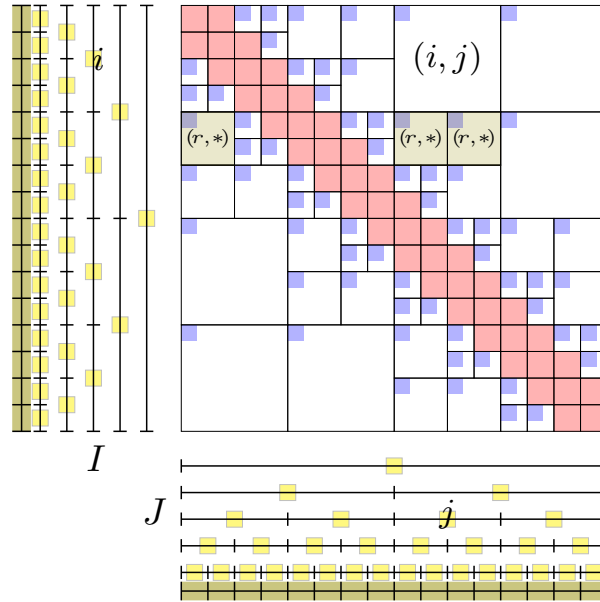 i
(i, j)
(r, *)
(r, *)
(r, *)
I
J
j